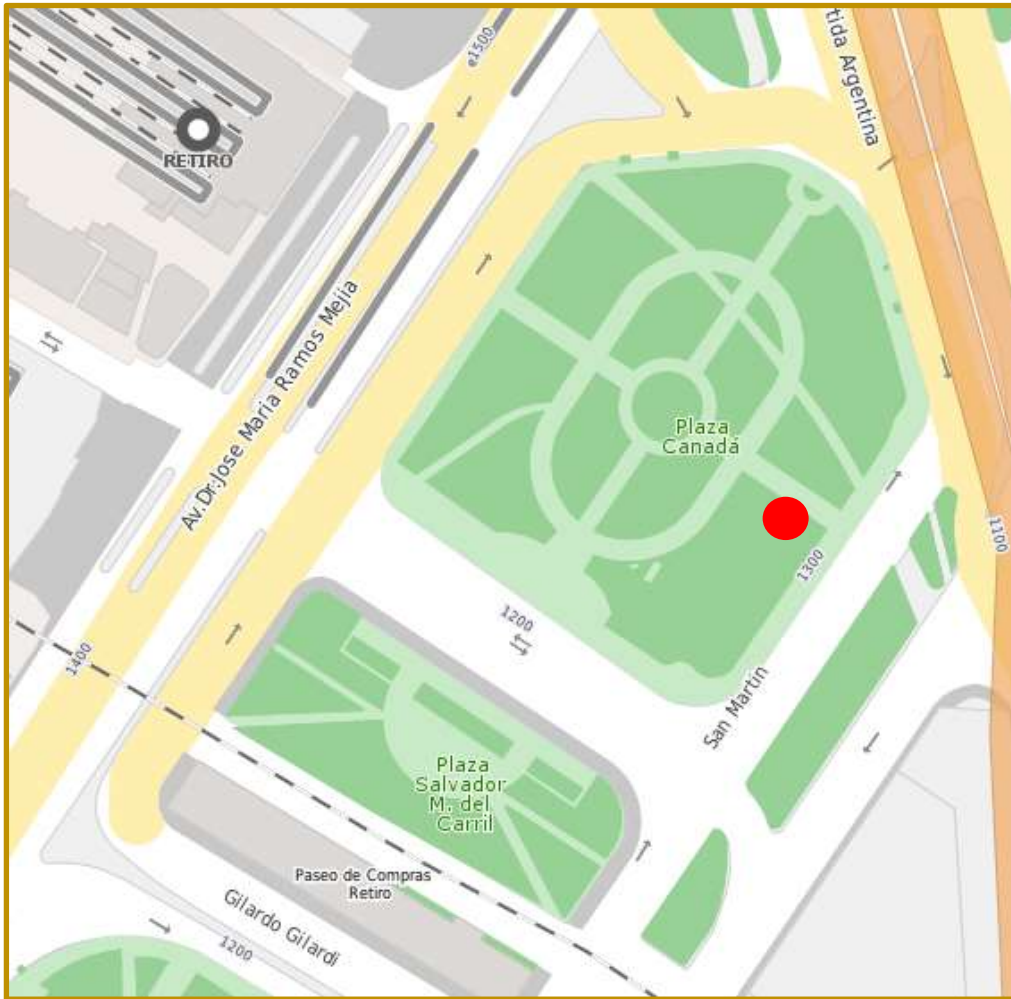 e1500
tida Argentina
RETIRO
Av.Dr.Jose Maria Ramos Mejia
Plaza
Canadá
1100
1300
1200
1400
San Martín
Plaza
Salvador
M. del
Carril
Paseo de Compras
Retiro
Gilardo Gilardi
1200